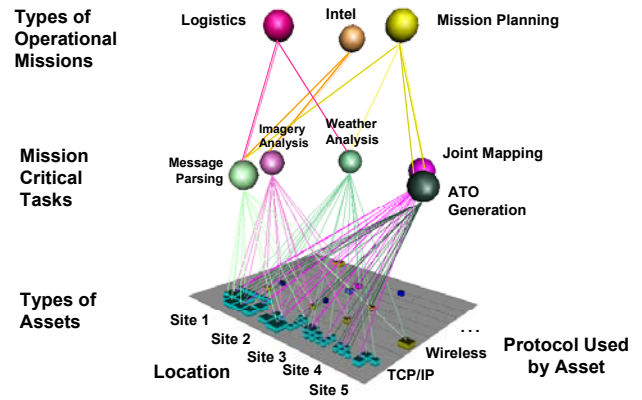 Types of
Operational
Missions
Logistics
Intel
Mission Planning
Mission
Critical
Tasks
Message
Parsing
Imagery
Analysis
Weather
Analysis
Joint Mapping
ATO
Generation
Types of
Assets
Site 1
Site 2
Site 3
Site 4
Site 5
Location
TCP/IP
Wireless
...
Protocol Used
by Asset